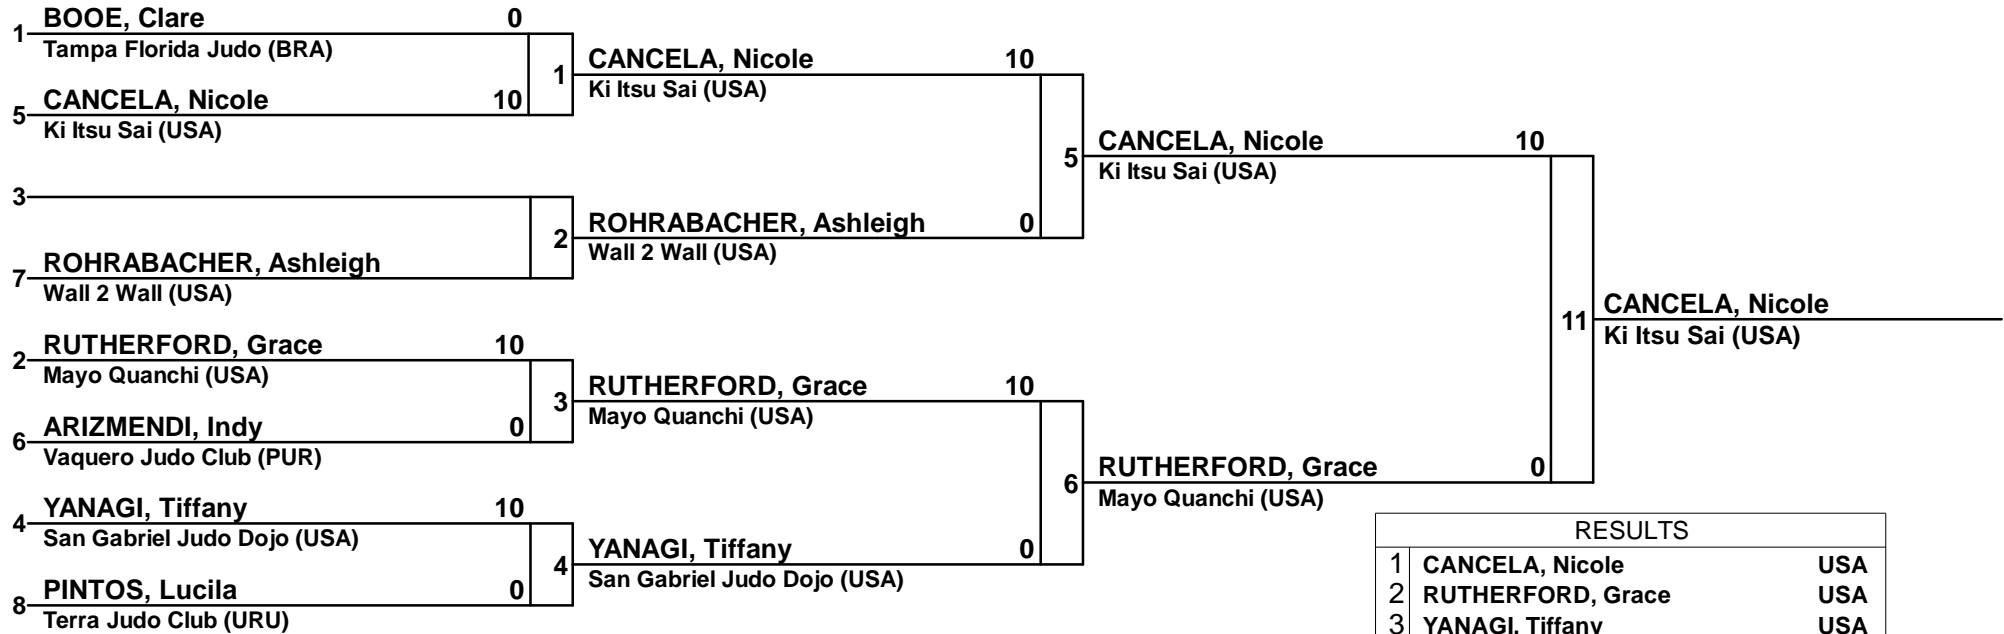 BOOE, Clare 0
1
Tampa Florida Judo (BRA)
CANCELA, Nicole 10
5
Ki Itsu Sai (USA)
1
CANCELA, Nicole 10
Ki Itsu Sai (USA)
3
ROHRABACHER, Ashleigh
7
Wall 2 Wall (USA)
2
ROHRABACHER, Ashleigh 0
Wall 2 Wall (USA)
5
CANCELA, Nicole 10
Ki Itsu Sai (USA)
RUTHERFORD, Grace 10
2
Mayo Quanchi (USA)
ARIZMENDI, Indy 0
6
Vaquero Judo Club (PUR)
3
RUTHERFORD, Grace 10
Mayo Quanchi (USA)
YANAGI, Tiffany 10
4
San Gabriel Judo Dojo (USA)
PINTOS, Lucila 0
8
Terra Judo Club (URU)
4
YANAGI, Tiffany 0
San Gabriel Judo Dojo (USA)
6
RUTHERFORD, Grace 0
Mayo Quanchi (USA)
11
CANCELA, Nicole
Ki Itsu Sai (USA)
RESULTS
1 CANCELA, Nicole USA
2 RUTHERFORD, Grace USA
3 YANAGI, Tiffany USA